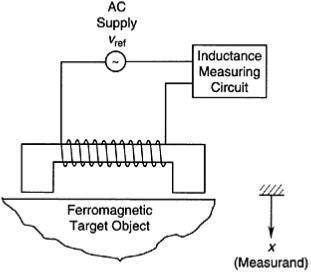 AC
Supply
v_ref
~
Inductance
Measuring
Circuit
Ferromagnetic
Target Object
x
(Measurand)